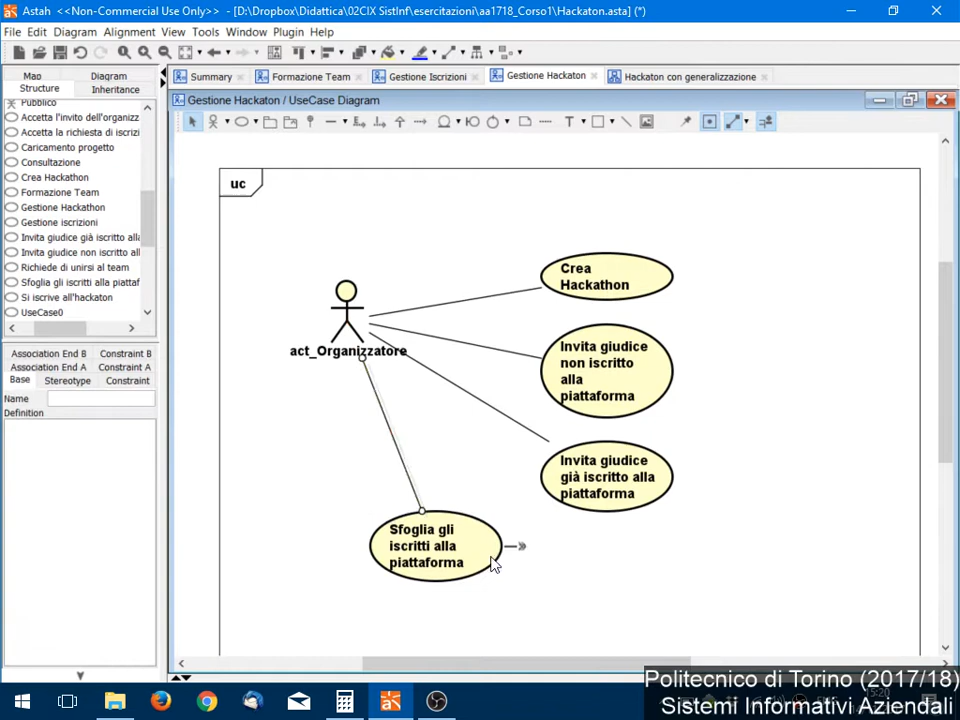 Astah <<Non-Commercial Use Only>> - [D:\Dropbox\Didattica\02CIX SistInf\esercitazioni\aa1718_Corso1\Hackaton.asta] (*)
File Edit Diagram Alignment View Tools Window Plugin Help
Map Diagram
Structure Inheritance
Summary Formazione Team Gestione Iscrizioni Gestione Hackaton Hackaton con generalizzazione
Gestione Hackaton / UseCase Diagram
Pubblico
Accetta l'invito dell'organizz
Accetta la richiesta di iscrizi
Caricamento progetto
Consultazione
Crea Hackathon
Formazione Team
Gestione Hackathon
Gestione iscrizioni
Invita giudice già iscritto alla
Invita giudice non iscritto all
Richiede di unirsi al team
Sfoglia gli iscritti alla piattaf
Si iscrive all'hackaton
UseCase0
Association End B Constraint B
Association End A Constraint A
Base Stereotype Constraint
Name
Definition
uc
act_Organizzatore
Crea
Hackathon
Invita giudice
non iscritto
alla
piattaforma
Invita giudice
già iscritto alla
piattaforma
Sfoglia gli
iscritti alla
piattaforma
Politecnico di Torino (2017/18)
Sistemi Informativi Aziendali